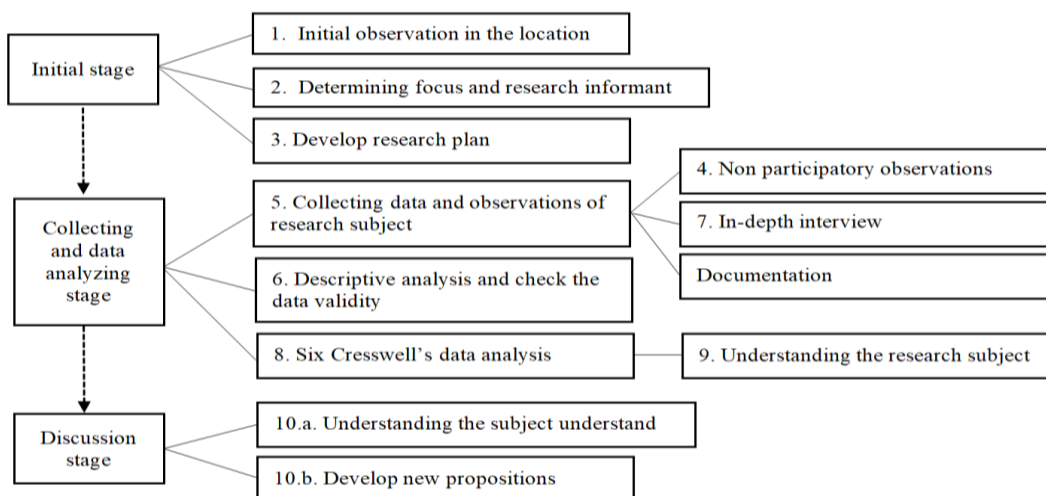 Initial stage
1. Initial observation in the location
2. Determining focus and research informant
3. Develop research plan
Collecting
and data
analyzing
stage
5. Collecting data and observations of
research subject
4. Non participatory observations
7. In-depth interview
Documentation
6. Descriptive analysis and check the
data validity
8. Six Cresswell’s data analysis
9. Understanding the research subject
Discussion
stage
10.a. Understanding the subject understand
10.b. Develop new propositions